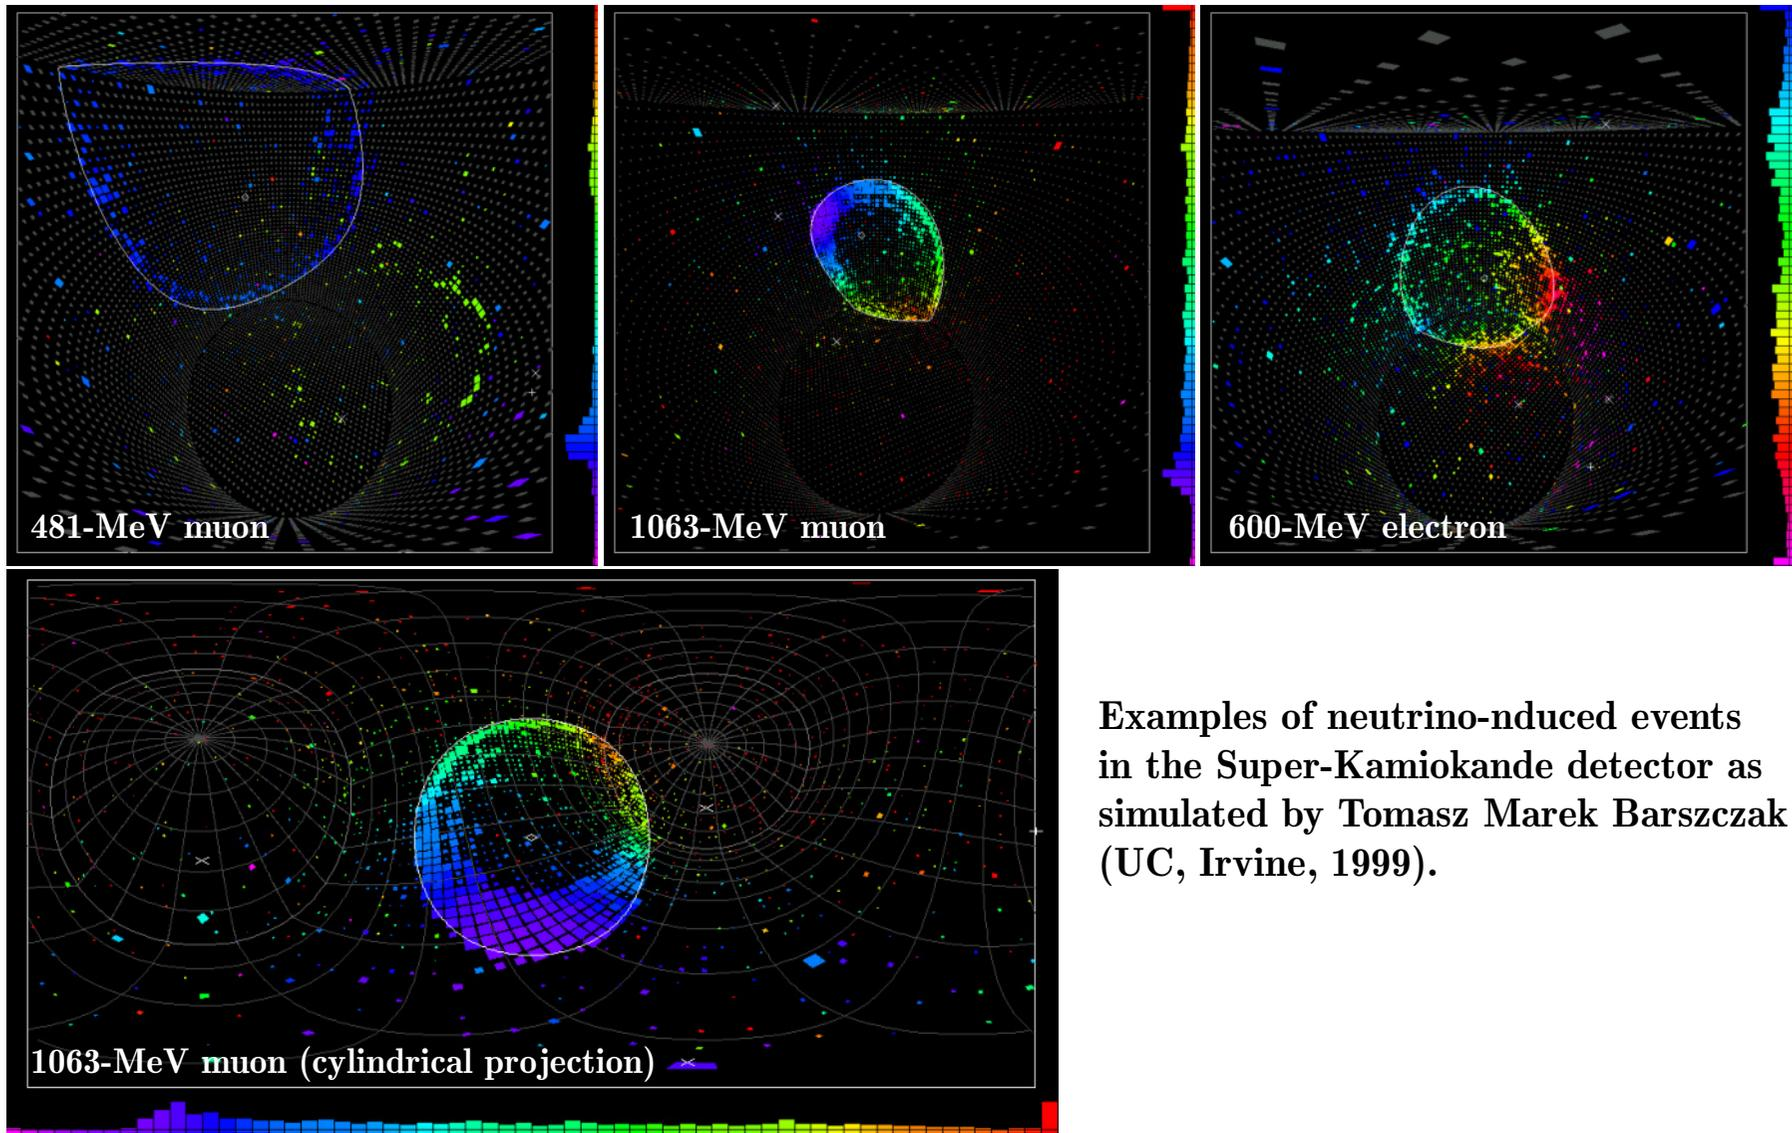 481-MeV muon
1063-MeV muon
600-MeV electron
1063-MeV muon (cylindrical projection)
Examples of neutrino-nduced events
in the Super-Kamiokande detector as
simulated by Tomasz Marek Barszczak
(UC, Irvine, 1999).